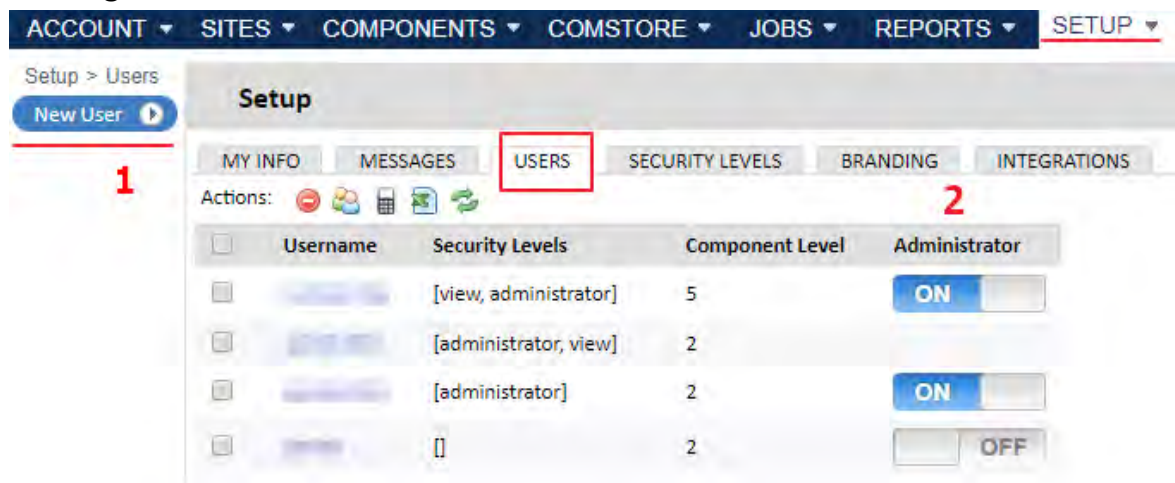 ACCOUNT SITES COMPONENTS COMSTORE JOBS REPORTS SETUP
Setup > Users
New User
Setup
1
MY INFO MESSAGES USERS SECURITY LEVELS BRANDING INTEGRATIONS
Actions:
2
Username Security Levels Component Level Administrator
[view, administrator] 5 ON
[administrator, view] 2
[administrator] 2 ON
[] 2 OFF